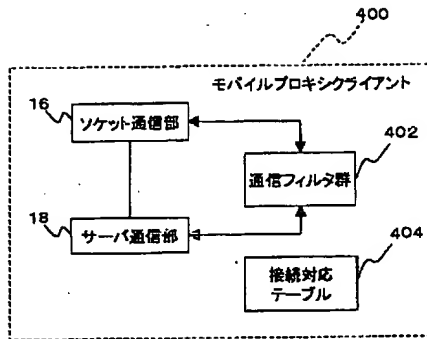 400
モバイルプロキシクライアント
16
ソケット通信部
402
通信フィルタ群
18
サーバ通信部
404
接続対応
テーブル